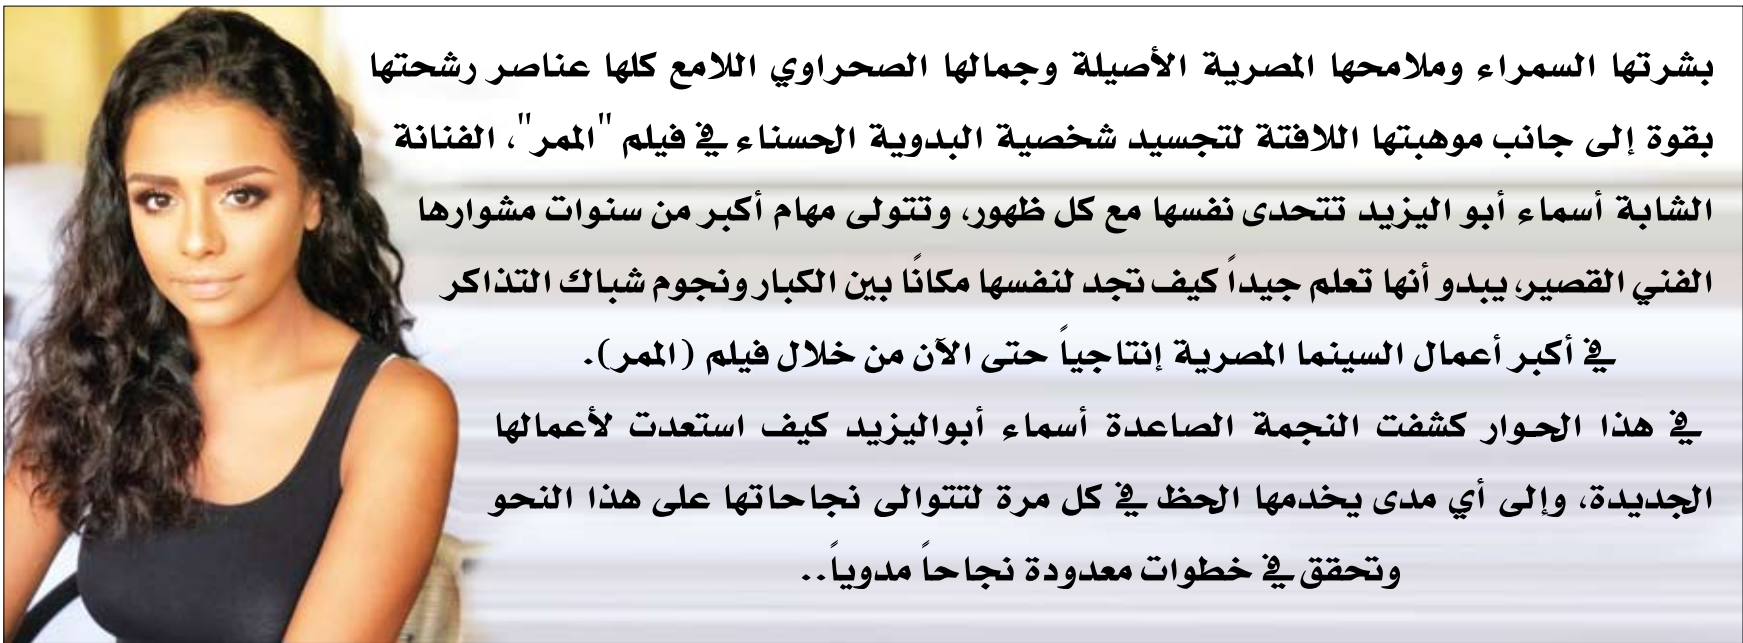 بشرتها السمراء وملامحها المصرية الأصيلة وجمالها الصحراوي اللامع كلها عناصر رشحتها
بقوة إلى جانب موهبتها اللافتة لتجسيد شخصية البدوية الحسناء في فيلم "الممر"، الفنانة
الشابة أسماء أبو اليزيد تتحدى نفسها مع كل ظهور، وتتولى مهام أكبر من سنوات مشوارها
الفني القصير، يبدو أنها تعلم جيداً كيف تجد لنفسها مكانًا بين الكبار ونجوم شباك التذاكر
في أكبر أعمال السينما المصرية إنتاجياً حتى الآن من خلال فيلم (الممر).
في هذا الحوار كشفت النجمة الصاعدة أسماء أبواليزيد كيف استعدت لأعمالها
الجديدة، وإلى أي مدى يخدمها الحظ في كل مرة لتتوالى نجاحاتها على هذا النحو
وتحقق في خطوات معدودة نجاحاً مدوياً..